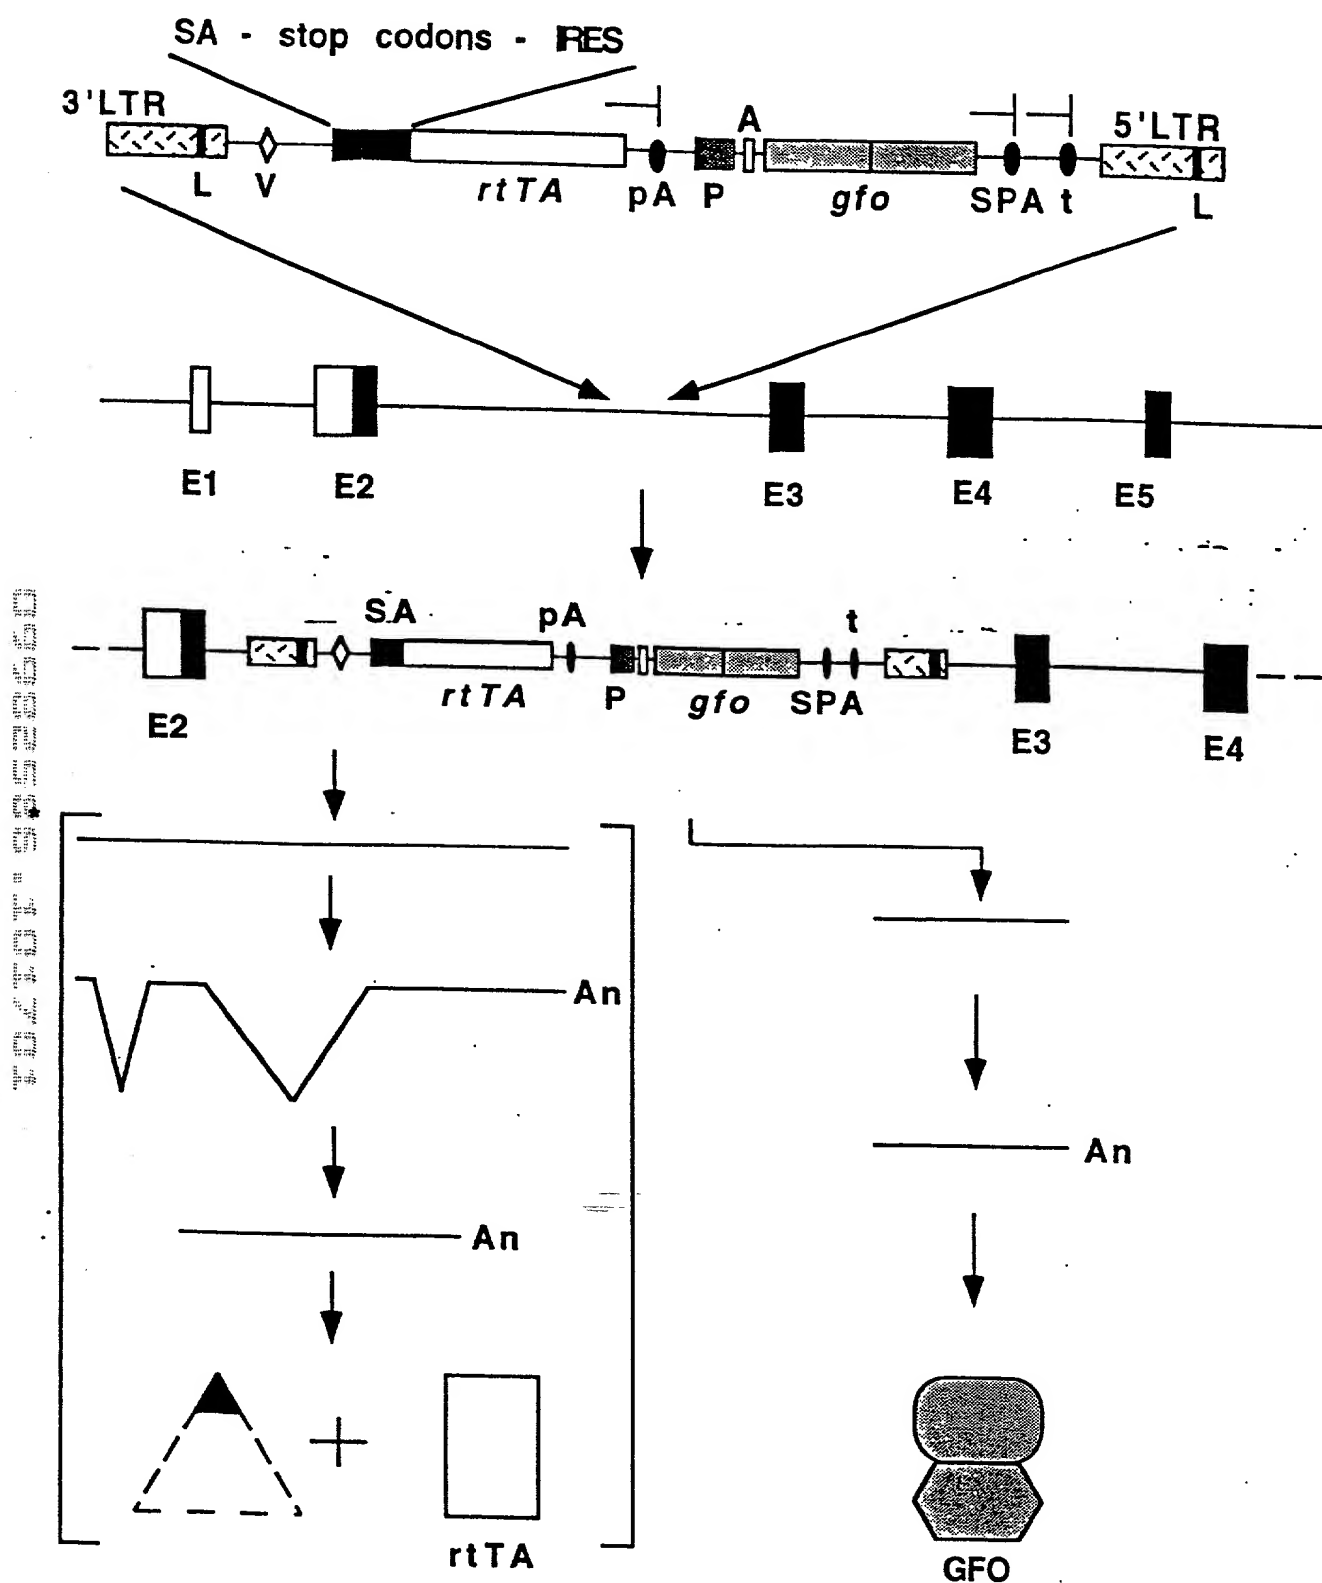 SA - stop codons - IRES
3'LTR
A
5'LTR
L V rtTA pA P gfo SPA t L
E1 E2 E3 E4 E5
SA pA t
rtTA P gfo SPA
E2 E3 E4
An
An
An
+
rtTA
GFO